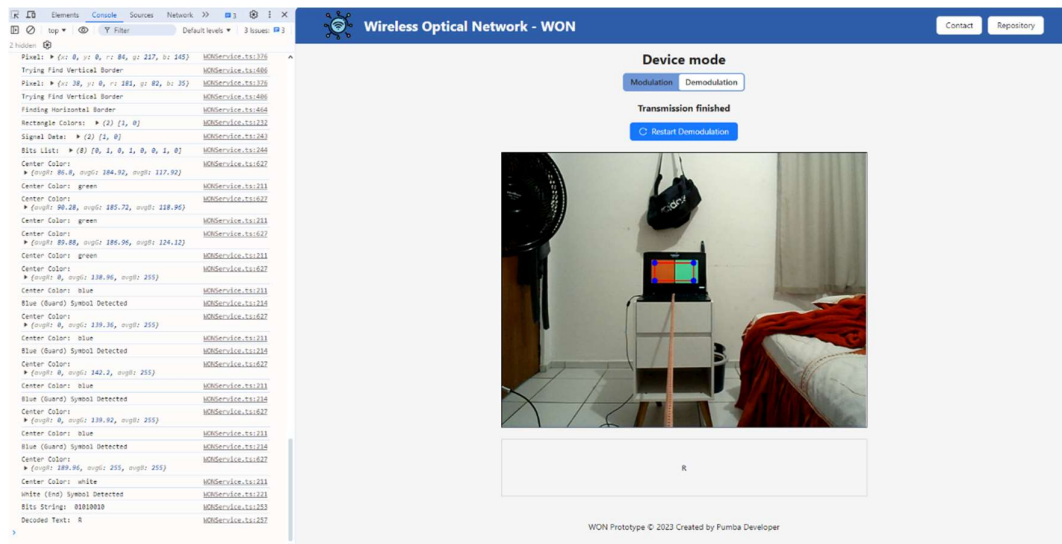 Elements Console Sources Network 1
top Filter Default levels 3 Issues: 3
2 hidden
Pixel: {x: 0, y: 0, r: 84, g: 217, b: 145} WONService.ts:376
Trying Find Vertical Border WONService.ts:406
Pixel: {x: 38, y: 0, r: 181, g: 82, b: 35} WONService.ts:376
Trying Find Vertical Border WONService.ts:406
Finding Horizontal Border WONService.ts:464
Rectangle Colors: (2) [1, 0] WONService.ts:232
Signal Data: (2) [1, 0] WONService.ts:243
Bits List: (8) [0, 1, 0, 1, 0, 0, 1, 0] WONService.ts:244
Center Color: WONService.ts:627
{avgR: 86.8, avgG: 184.92, avgB: 117.92}
Center Color: green WONService.ts:211
Center Color: WONService.ts:627
{avgR: 90.28, avgG: 185.72, avgB: 118.96}
Center Color: green WONService.ts:211
Center Color: WONService.ts:627
{avgR: 89.88, avgG: 186.96, avgB: 124.12}
Center Color: green WONService.ts:211
Center Color: WONService.ts:627
{avgR: 0, avgG: 138.96, avgB: 255}
Center Color: blue WONService.ts:211
Blue (Guard) Symbol Detected WONService.ts:214
Center Color: WONService.ts:627
{avgR: 0, avgG: 139.36, avgB: 255}
Center Color: blue WONService.ts:211
Blue (Guard) Symbol Detected WONService.ts:214
Center Color: WONService.ts:627
{avgR: 0, avgG: 142.2, avgB: 255}
Center Color: blue WONService.ts:211
Blue (Guard) Symbol Detected WONService.ts:214
Center Color: WONService.ts:627
{avgR: 0, avgG: 139.92, avgB: 255}
Center Color: blue WONService.ts:211
Blue (Guard) Symbol Detected WONService.ts:214
Center Color: WONService.ts:627
{avgR: 189.96, avgG: 255, avgB: 255}
Center Color: white WONService.ts:211
White (End) Symbol Detected WONService.ts:221
Bits String: 01010010 WONService.ts:253
Decoded Text: R WONService.ts:257
Wireless Optical Network - WON
Contact Repository
Device mode
Modulation Demodulation
Transmission finished
Restart Demodulation
adidas
R
WON Prototype © 2023 Created by Pumba Developer